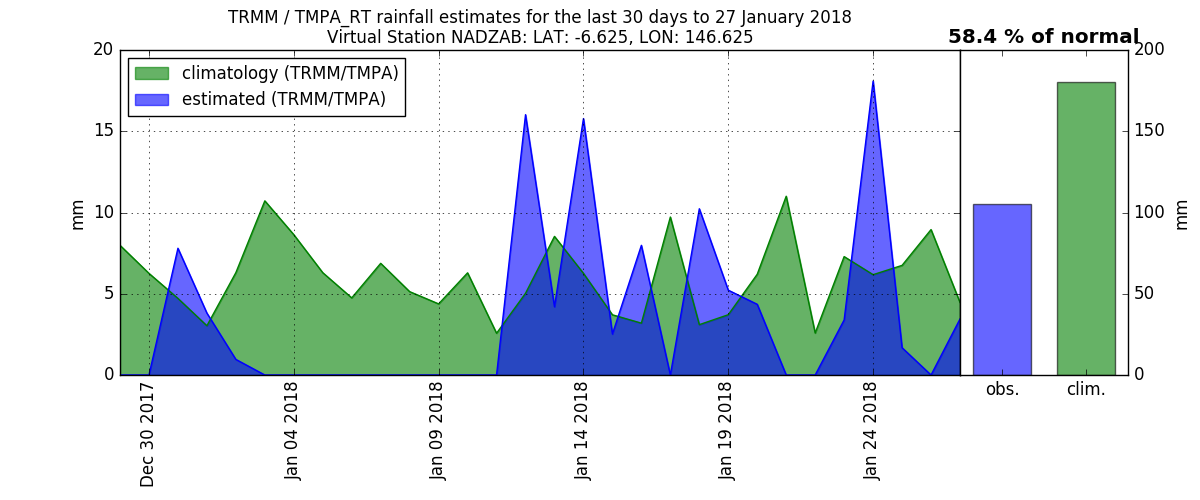 TRMM / TMPA_RT rainfall estimates for the last 30 days to 27 January 2018
Virtual Station NADZAB: LAT: -6.625, LON: 146.625
58.4 % of normal
climatology (TRMM/TMPA)
estimated (TRMM/TMPA)
20
15
10
5
0
mm
200
150
100
50
0
mm
Dec 30 2017
Jan 04 2018
Jan 09 2018
Jan 14 2018
Jan 19 2018
Jan 24 2018
obs.
clim.